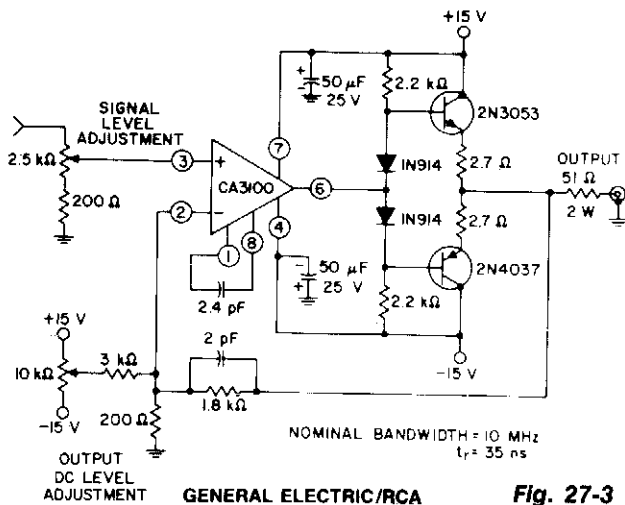 +15 V
50 µF
25 V
2.2 kΩ
2N3053
SIGNAL
LEVEL
ADJUSTMENT
7
2.5 kΩ
3
+
CA3100
6
IN914
2.7 Ω
OUTPUT
51 Ω
2 W
200 Ω
2
−
4
1
8
IN914
2.7 Ω
50 µF
25 V
2N4037
2.4 pF
2.2 kΩ
+15 V
2 pF
−15 V
10 kΩ
3 kΩ
1.8 kΩ
−15 V
200 Ω
NOMINAL BANDWIDTH = 10 MHz
tr = 35 ns
OUTPUT
DC LEVEL
ADJUSTMENT
GENERAL ELECTRIC/RCA
Fig. 27-3